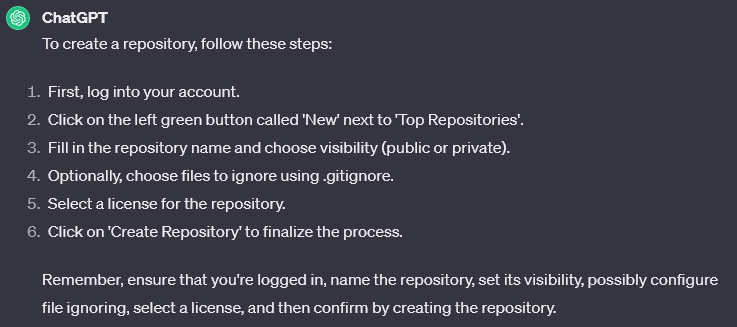 ChatGPT
To create a repository, follow these steps:
1. First, log into your account.
2. Click on the left green button called 'New' next to 'Top Repositories'.
3. Fill in the repository name and choose visibility (public or private).
4. Optionally, choose files to ignore using .gitignore.
5. Select a license for the repository.
6. Click on 'Create Repository' to finalize the process.
Remember, ensure that you're logged in, name the repository, set its visibility, possibly configure
file ignoring, select a license, and then confirm by creating the repository.